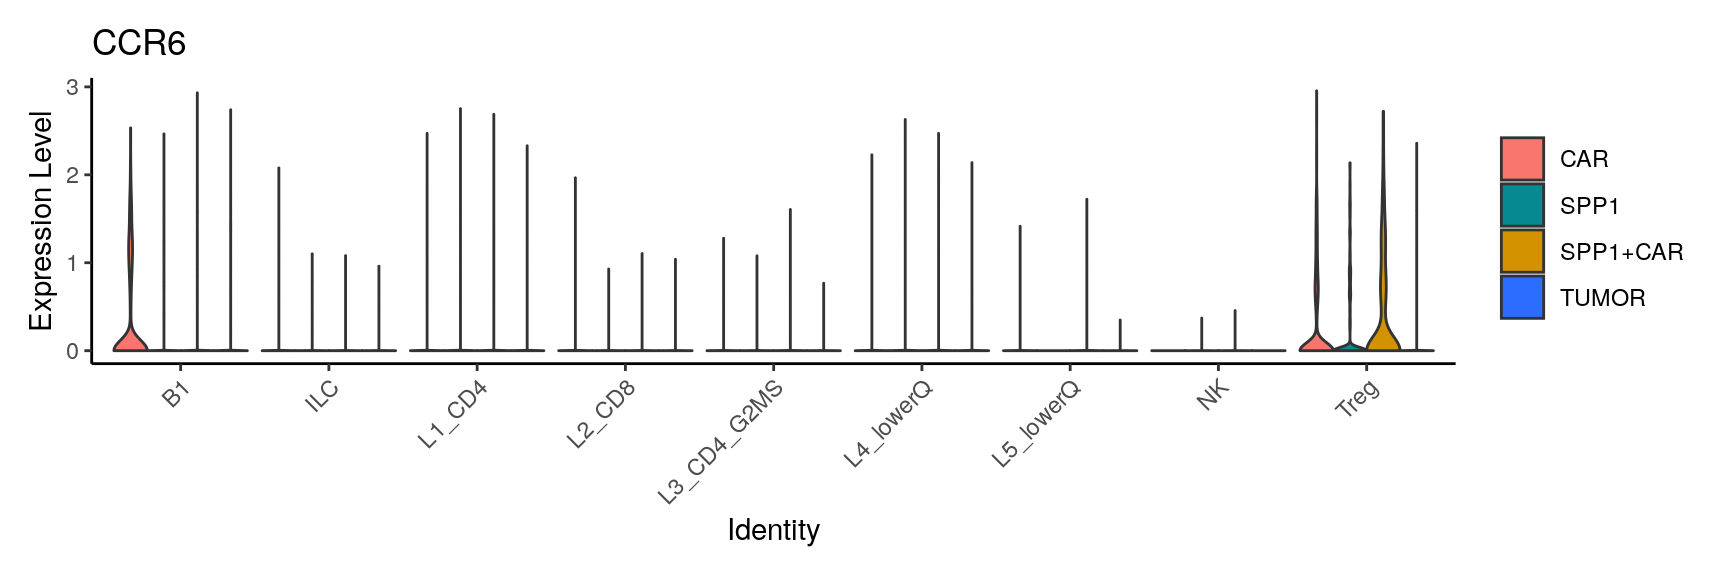 CCR6
Expression Level
3
2
1
0
B1
ILC
L1_CD4
L2_CD8
L3_CD4_G2MS
L4_lowerQ
L5_lowerQ
NK
Treg
Identity
CAR
SPP1
SPP1+CAR
TUMOR